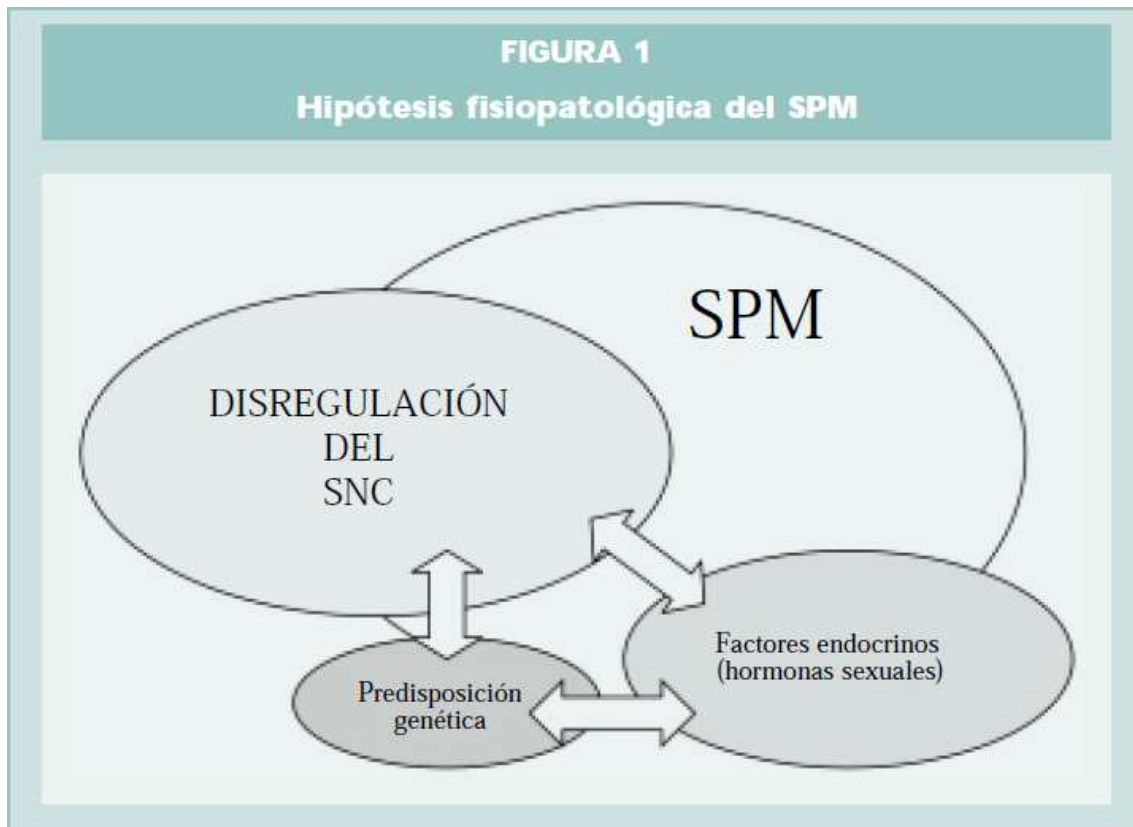 FIGURA 1
Hipótesis fisiopatológica del SPM
SPM
DISREGULACIÓN
DEL
SNC
Factores endocrinos
(hormonas sexuales)
Predisposición
genética